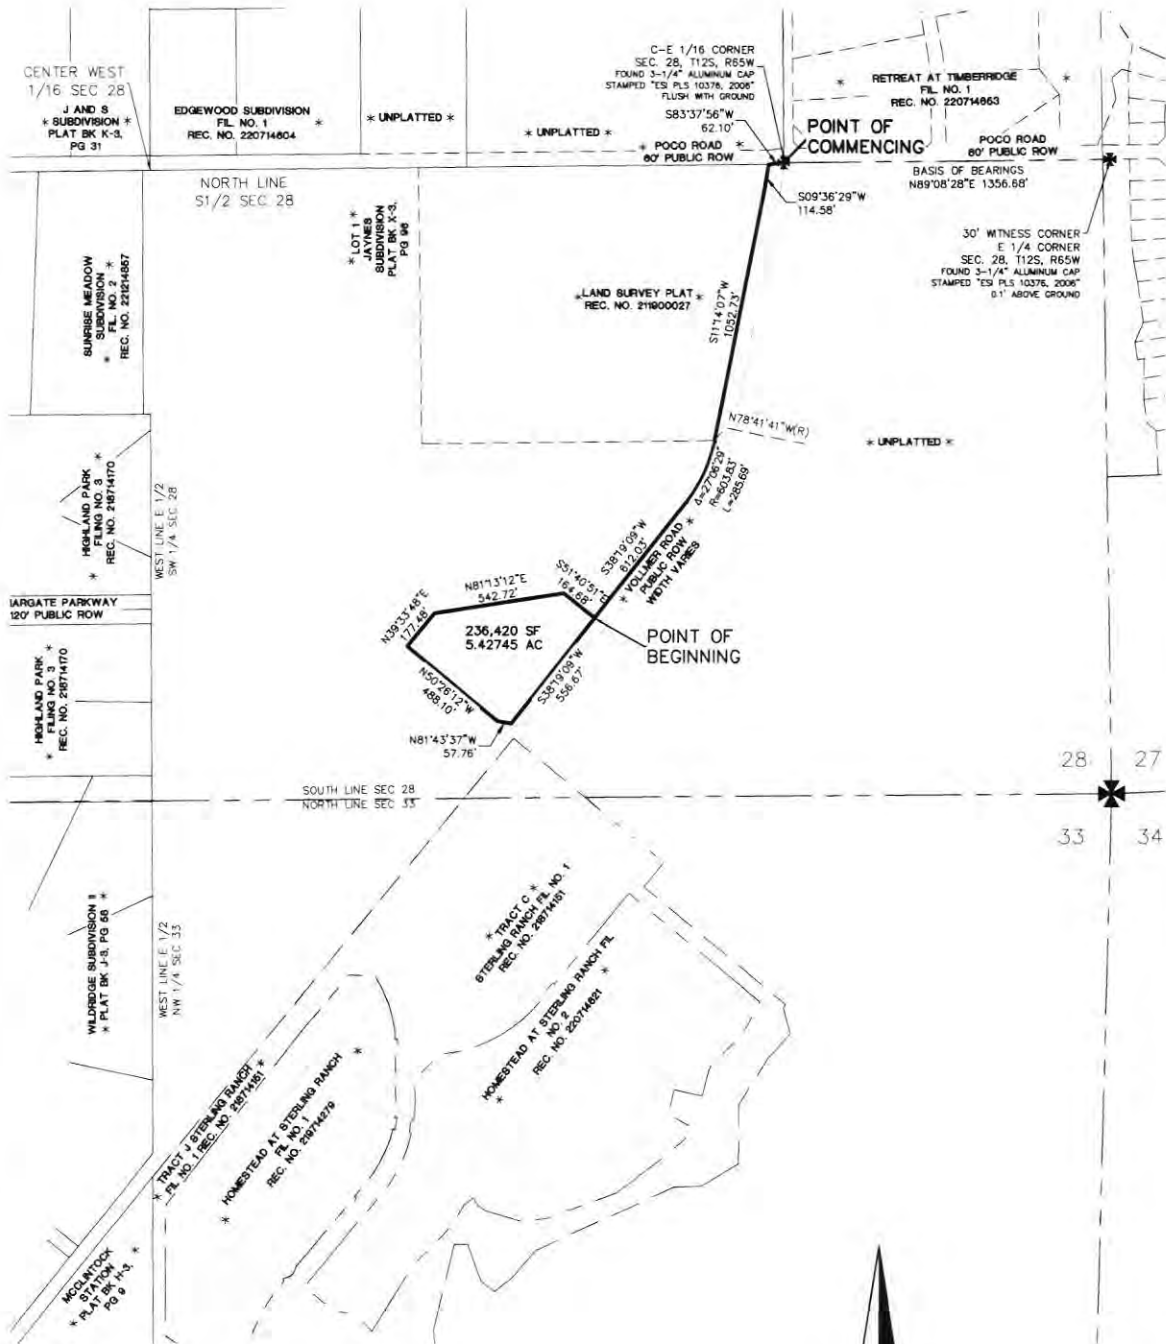 CENTER WEST
1/16 SEC 28
J AND S
* SUBDIVISION *
PLAT BK K-3,
PG 31
EDGEWOOD SUBDIVISION
FIL. NO. 1
REC. NO. 220714604
*
* UNPLATTED *
* UNPLATTED *
C-E 1/16 CORNER
SEC. 28, T12S, R65W
FOUND 3-1/4" ALUMINUM CAP
STAMPED "ESI PLS 10376, 2006"
FLUSH WITH GROUND
S83°37'56"W
62.10'
* POCO ROAD *
60' PUBLIC ROW
POINT OF
COMMENCING
* RETREAT AT TIMBERRIDGE *
FIL. NO. 1
REC. NO. 220714663
POCO ROAD
60' PUBLIC ROW
BASIS OF BEARINGS
N89°08'28"E 1356.68'
S09°36'29"W
114.58'
30' WITNESS CORNER
E 1/4 CORNER
SEC. 28, T12S, R65W
FOUND 3-1/4" ALUMINUM CAP
STAMPED "ESI PLS 10376, 2006"
0.1' ABOVE GROUND
NORTH LINE
S1/2 SEC 28
* LOT 1 *
JAYNES
SUBDIVISION
PLAT BK X-3,
PG 96
SUNRISE MEADOW
SUBDIVISION
* FIL. NO. 2 *
REC. NO. 221214857
* LAND SURVEY PLAT *
REC. NO. 211900027
S11°14'07"W
1052.73'
N78°41'41"W(R)
* UNPLATTED *
Δ=27°06'29"
R=603.83'
L=285.69'
HIGHLAND PARK
* FILING NO. 3 *
REC. NO. 218714170
WEST LINE E 1/2
SW 1/4 SEC 28
S38°19'09"W
612.03'
* VOLLMER ROAD *
PUBLIC ROW
WIDTH VARIES
S51°40'51"E
164.68'
N81°13'12"E
542.72'
N39°33'48"E
177.48'
236,420 SF
5.42745 AC
POINT OF
BEGINNING
ARGATE PARKWAY
120' PUBLIC ROW
HIGHLAND PARK
* FILING NO. 3 *
REC. NO. 218714170
N50°26'12"W
488.10'
S38°19'09"W
556.67'
N81°43'37"W
57.76'
28 27
33 34
SOUTH LINE SEC 28
NORTH LINE SEC 33
WILDRIDGE SUBDIVISION II
* PLAT BK J-3, PG 58 *
WEST LINE E 1/2
NW 1/4 SEC 33
* TRACT C *
STERLING RANCH FIL. NO. 1
REC. NO. 218714151
HOMESTEAD AT STERLING RANCH FIL
* NO. 2 *
REC. NO. 220714621
* TRACT J STERLING RANCH *
FIL. NO. 1 REC. NO. 218714151
* HOMESTEAD AT STERLING RANCH *
FIL. NO. 1
REC. NO. 219714279
MCCLINTOCK
STATION
* PLAT BK H-3, *
PG 9